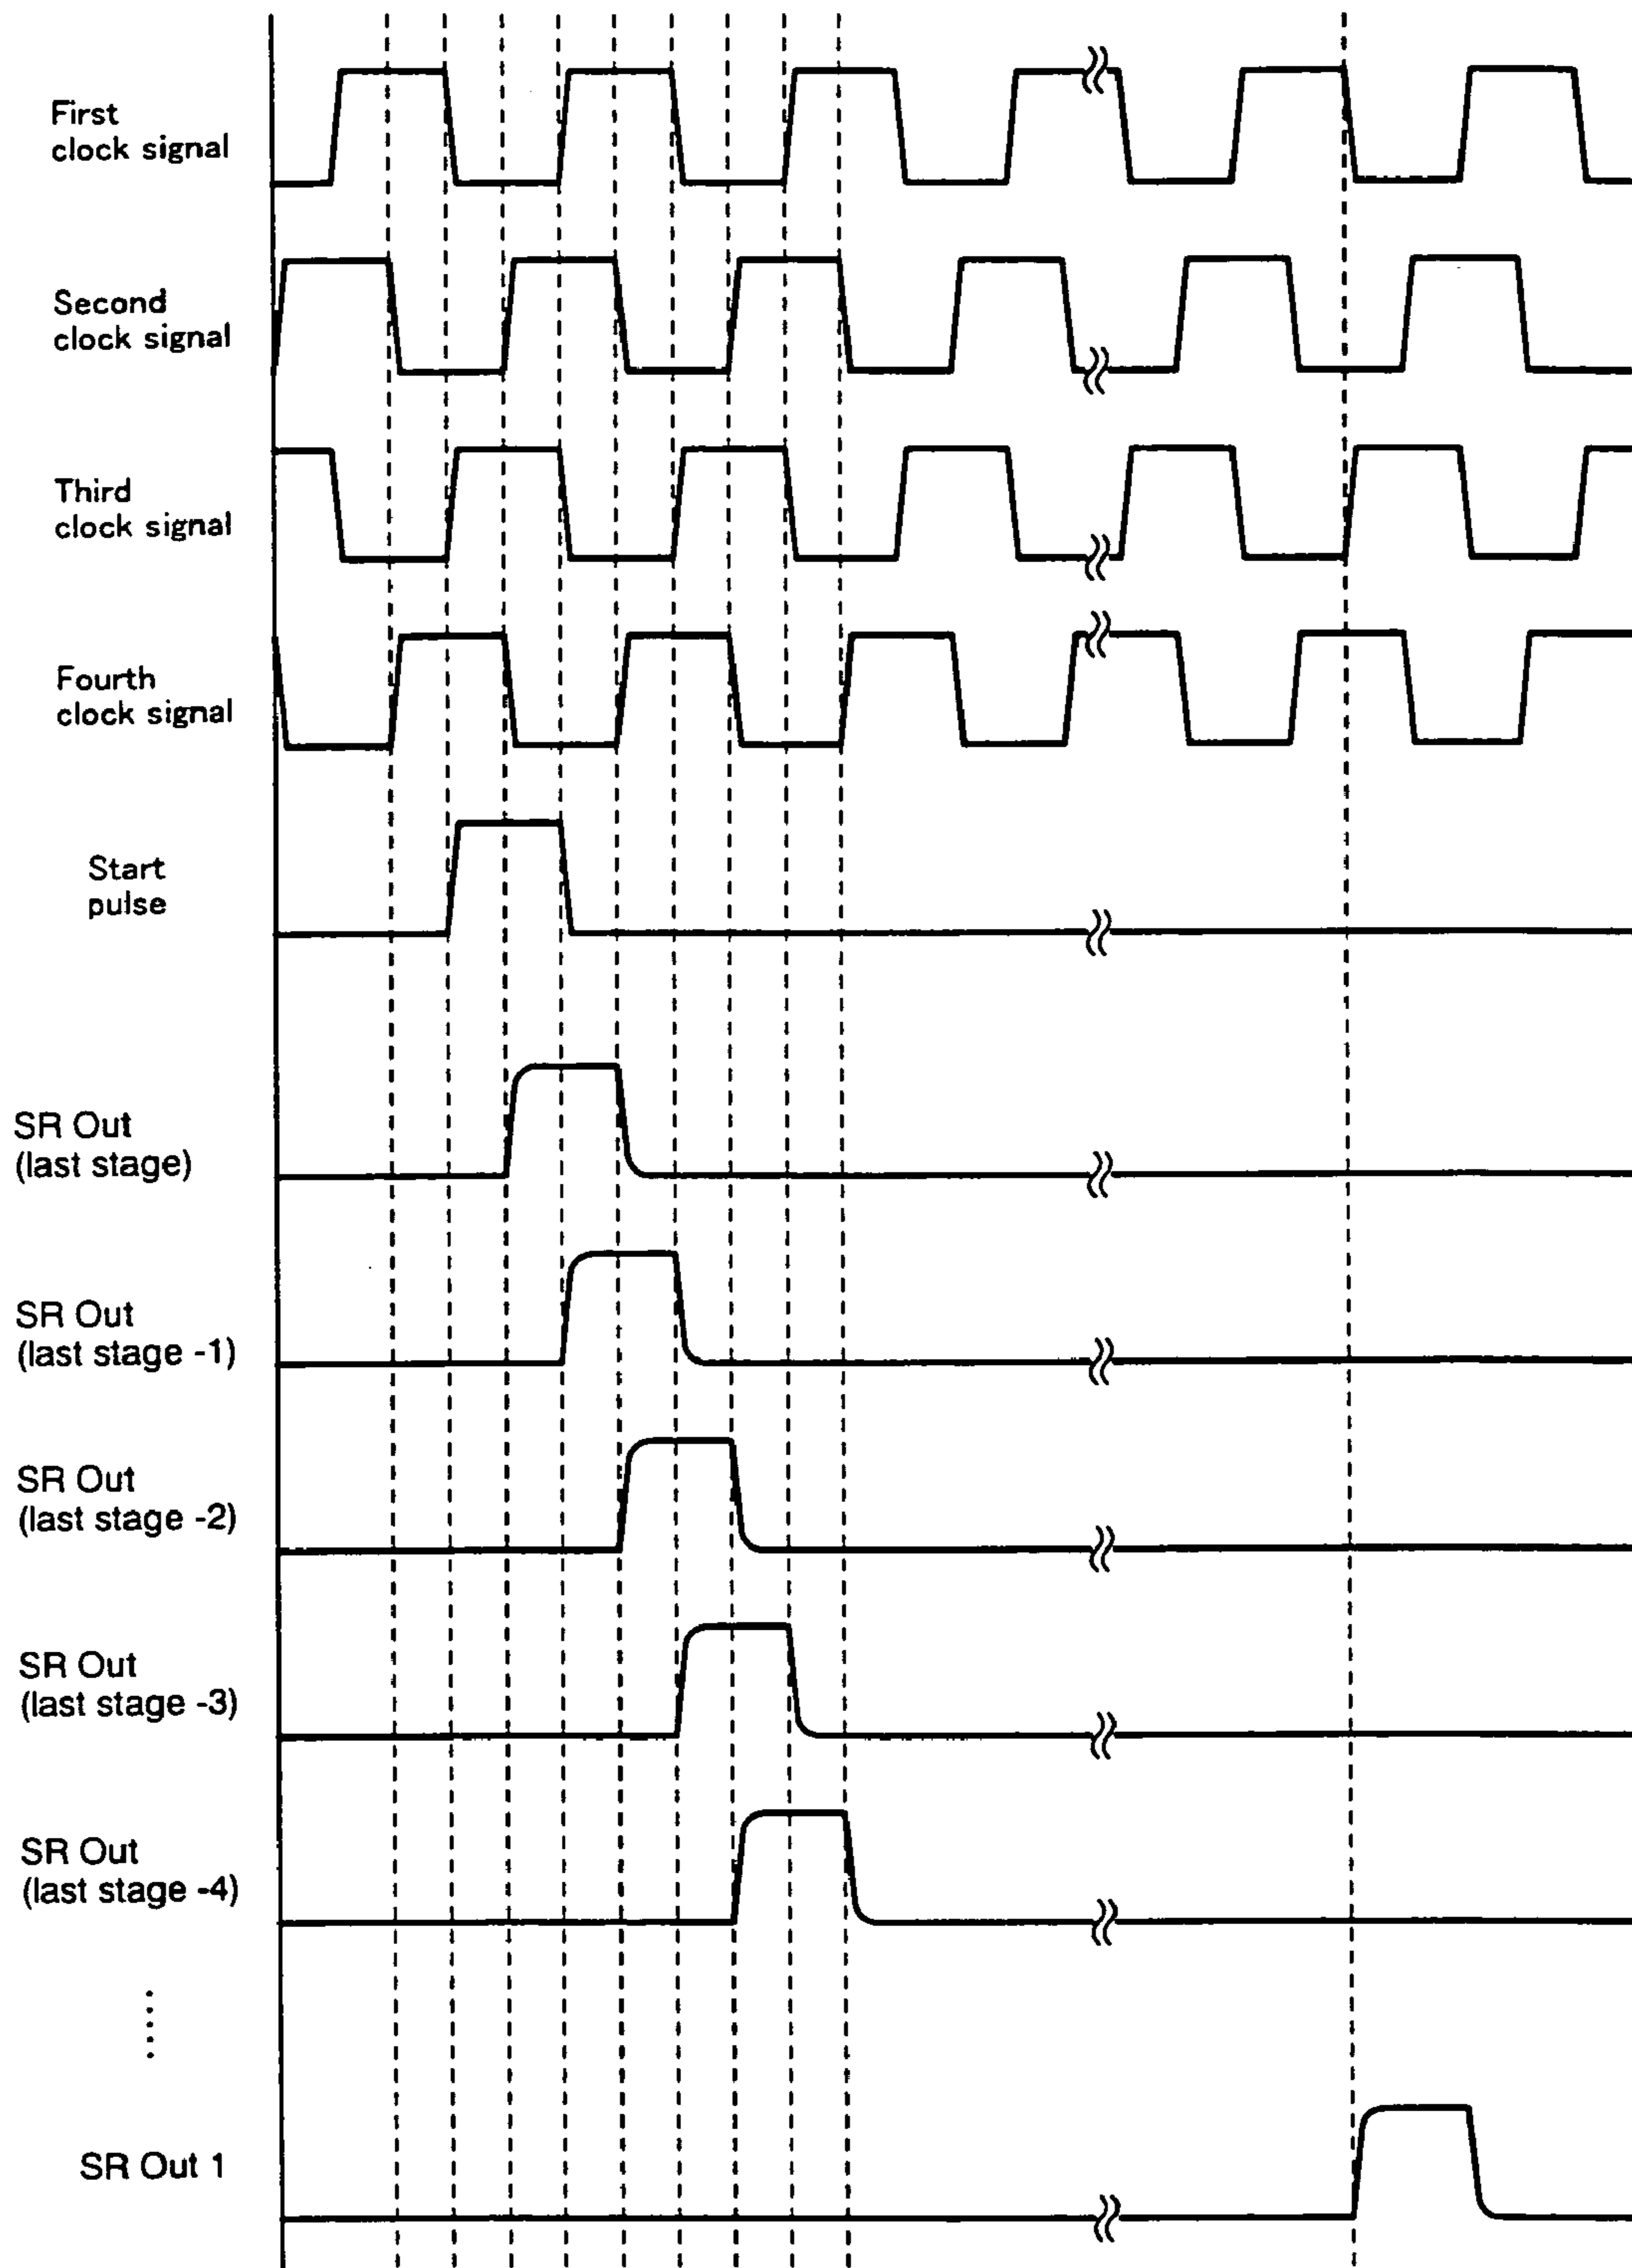 First
clock signal
Second
clock signal
Third
clock signal
Fourth
clock signal
Start
pulse
SR Out
(last stage)
SR Out
(last stage -1)
SR Out
(last stage -2)
SR Out
(last stage -3)
SR Out
(last stage -4)
SR Out 1